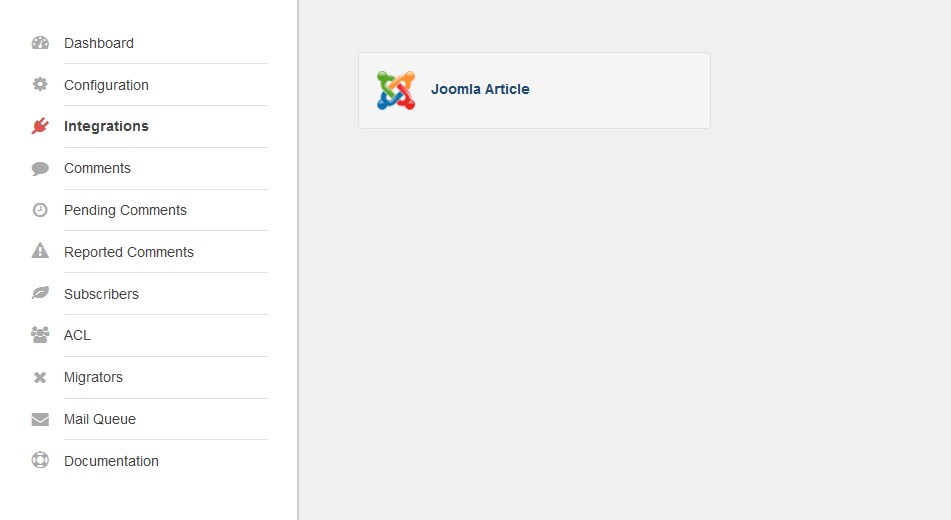 Dashboard
Configuration
Integrations
Comments
Pending Comments
Reported Comments
Subscribers
ACL
Migrators
Mail Queue
Documentation
Joomla Article